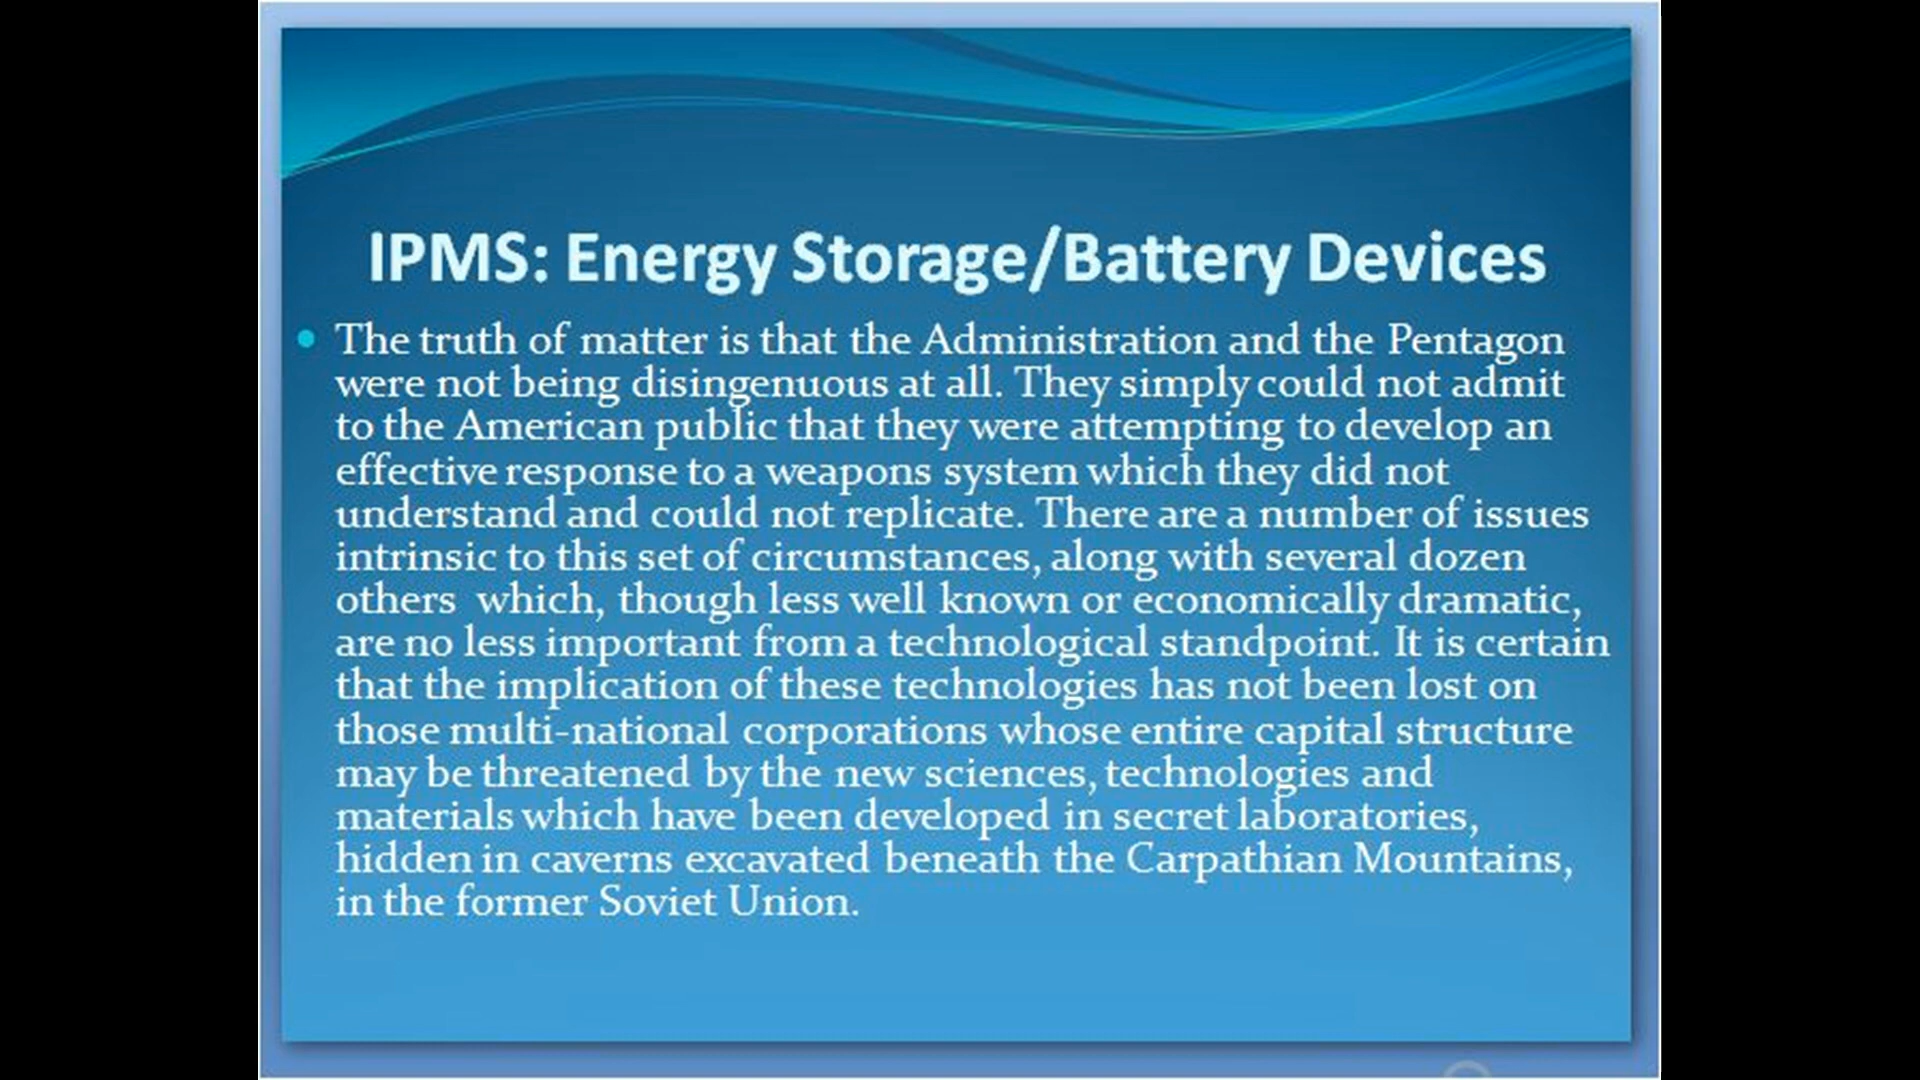 IPMS: Energy Storage/Battery Devices
• The truth of matter is that the Administration and the Pentagon
were not being disingenuous at all. They simply could not admit
to the American public that they were attempting to develop an
effective response to a weapons system which they did not
understand and could not replicate. There are a number of issues
intrinsic to this set of circumstances, along with several dozen
others which, though less well known or economically dramatic,
are no less important from a technological standpoint. It is certain
that the implication of these technologies has not been lost on
those multi-national corporations whose entire capital structure
may be threatened by the new sciences, technologies and
materials which have been developed in secret laboratories,
hidden in caverns excavated beneath the Carpathian Mountains,
in the former Soviet Union.